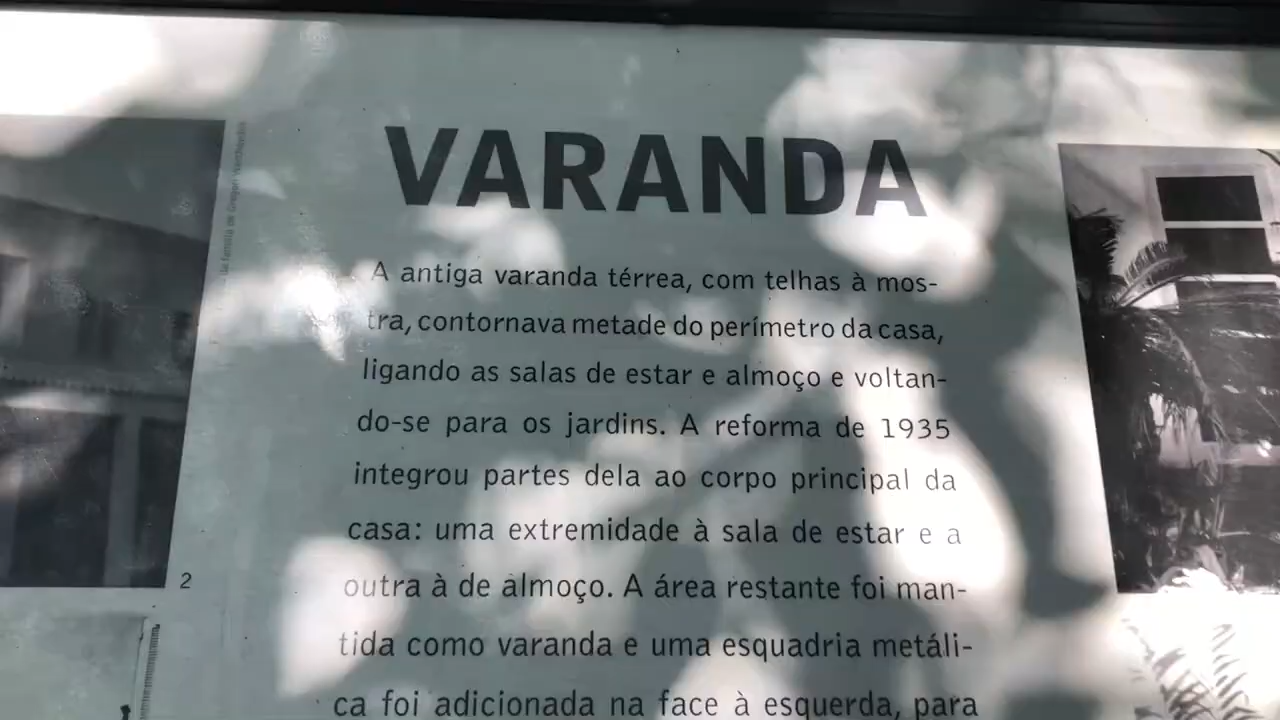 VARANDA
A antiga varanda térrea, com telhas à mos-
tra, contornava metade do perímetro da casa,
ligando as salas de estar e almoço e voltan-
do-se para os jardins. A reforma de 1935
integrou partes dela ao corpo principal da
casa: uma extremidade à sala de estar e a
outra à de almoço. A área restante foi man-
tida como varanda e uma esquadria metáli-
ca foi adicionada na face à esquerda, para
2